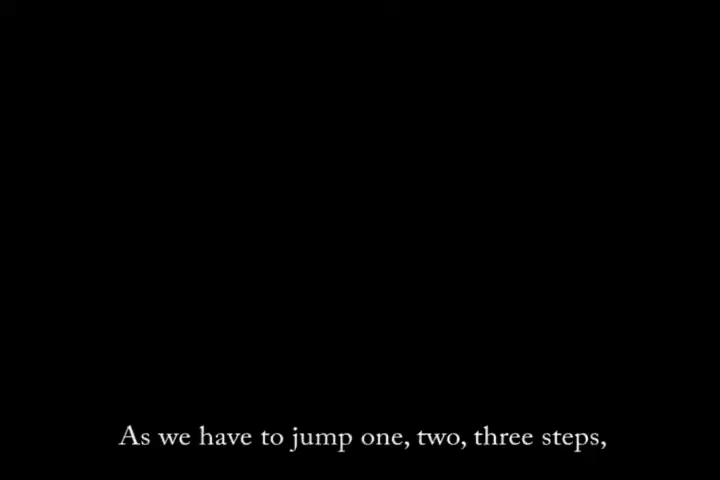 As we have to jump one, two, three steps,